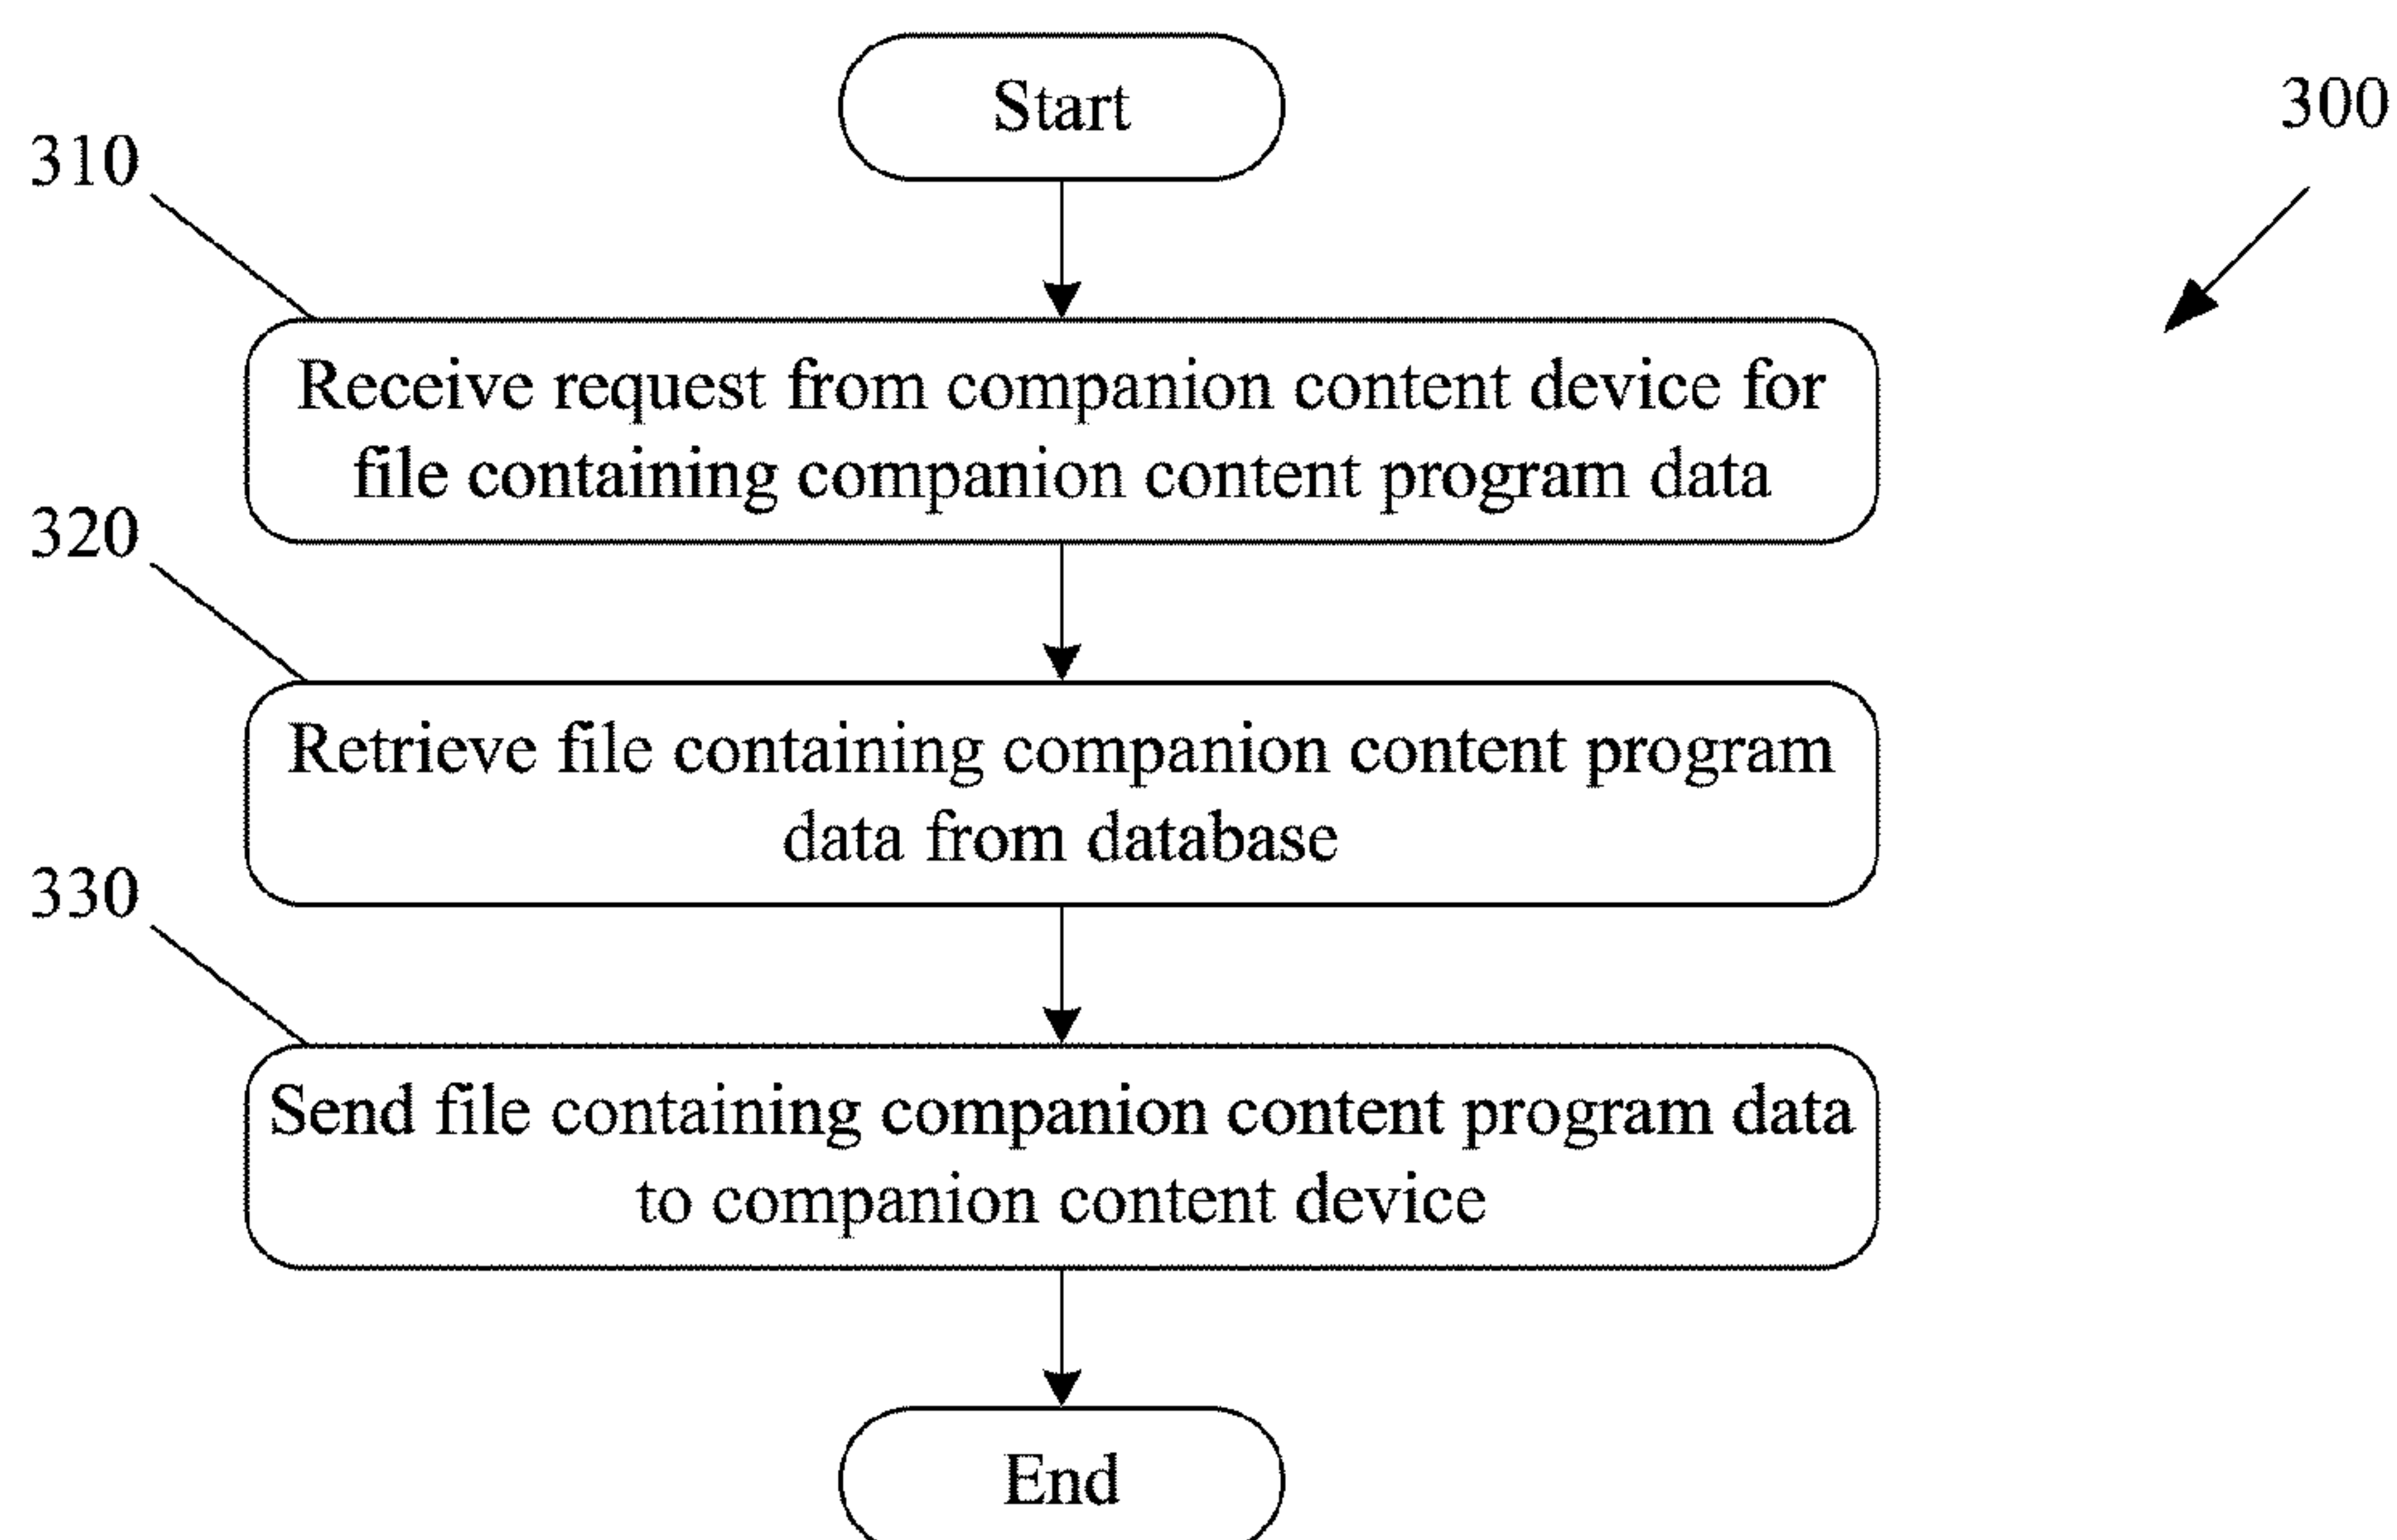 Start
300
310
Receive request from companion content device for
file containing companion content program data
320
Retrieve file containing companion content program
data from database
330
Send file containing companion content program data
to companion content device
End